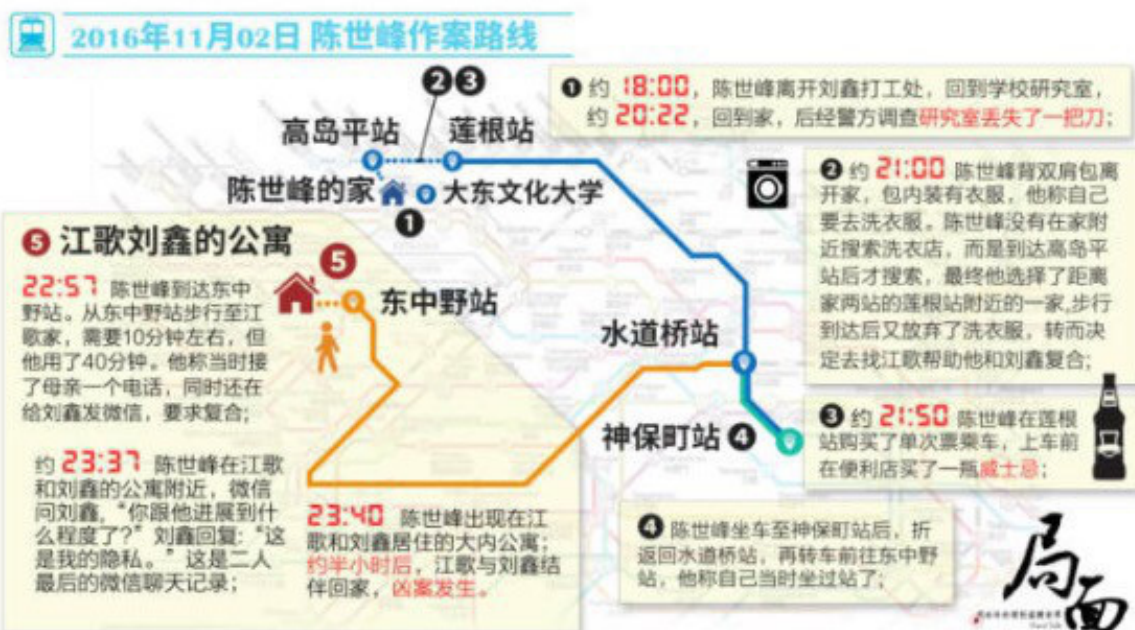 2016年11月02日 陈世峰作案路线
❷❸
高岛平站
莲根站
陈世峰的家
大东文化大学
❶
❶ 约 18:00，陈世峰离开刘鑫打工处，回到学校研究室，
约 20:22，回到家，后经警方调查研究室丢失了一把刀；
❷ 约 21:00 陈世峰背双肩包离
开家，包内装有衣服，他称自己
要去洗衣服。陈世峰没有在家附
近搜索洗衣店，而是到达高岛平
站后才搜索，最终他选择了距离
家两站的莲根站附近的一家,步行
到达后又放弃了洗衣服，转而决
定去找江歌帮助他和刘鑫复合；
❺ 江歌刘鑫的公寓
❺
东中野站
22:57 陈世峰到达东中
野站。从东中野站步行至江
歌家，需要10分钟左右，但
他用了40分钟。他称当时接
了母亲一个电话，同时还在
给刘鑫发微信，要求复合；
水道桥站
神保町站 ❹
❸ 约 21:50 陈世峰在莲根
站购买了单次票乘车，上车前
在便利店买了一瓶威士忌；
约 23:37 陈世峰在江歌
和刘鑫的公寓附近，微信
问刘鑫，“你跟他进展到什
么程度了？”刘鑫回复：“这
是我的隐私。”这是二人
最后的微信聊天记录；
23:40 陈世峰出现在江
歌和刘鑫居住的大内公寓；
约半小时后，江歌与刘鑫结
伴回家，凶案发生。
❹ 陈世峰坐车至神保町站后，折
返回水道桥站，再转车前往东中野
站，他称自己当时坐过站了；
局面